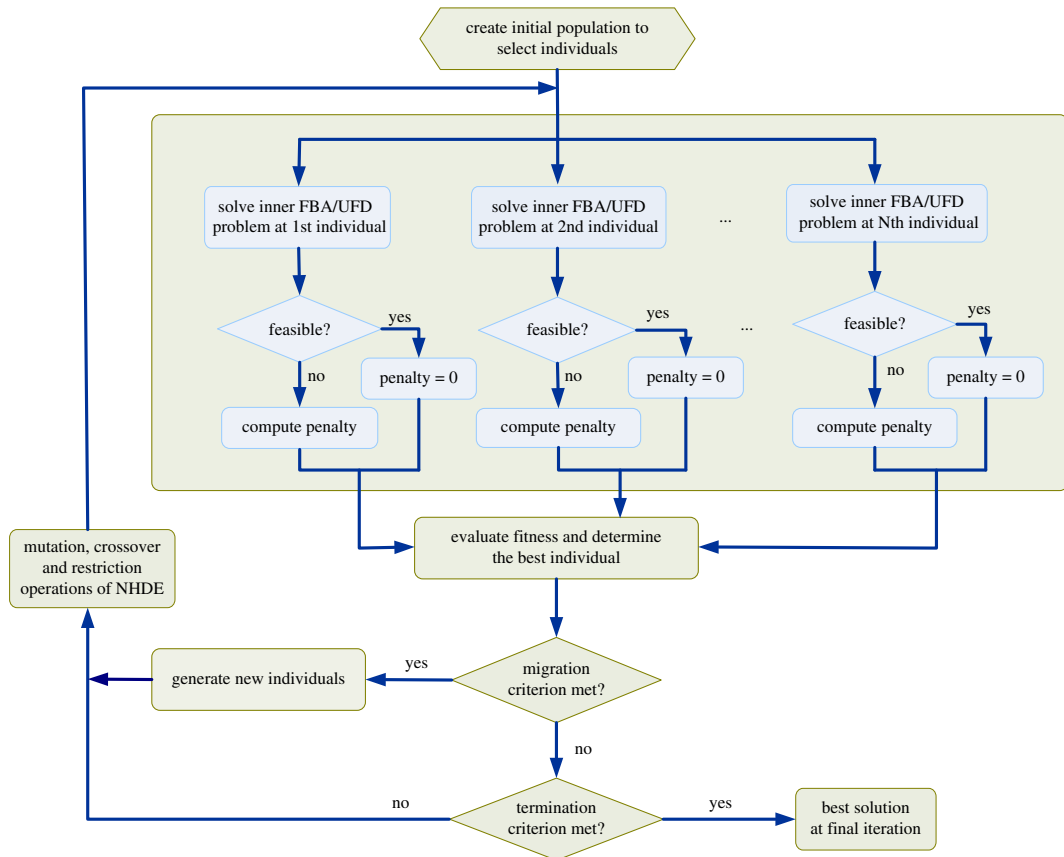 create initial population to
select individuals
solve inner FBA/UFD
problem at 1st individual
solve inner FBA/UFD
problem at 2nd individual
...
solve inner FBA/UFD
problem at Nth individual
feasible?
yes
feasible?
yes
...
feasible?
yes
no
penalty = 0
no
penalty = 0
no
penalty = 0
compute penalty
compute penalty
compute penalty
evaluate fitness and determine
the best individual
mutation, crossover
and restriction
operations of NHDE
generate new individuals
yes
migration
criterion met?
no
no
termination
criterion met?
yes
best solution
at final iteration